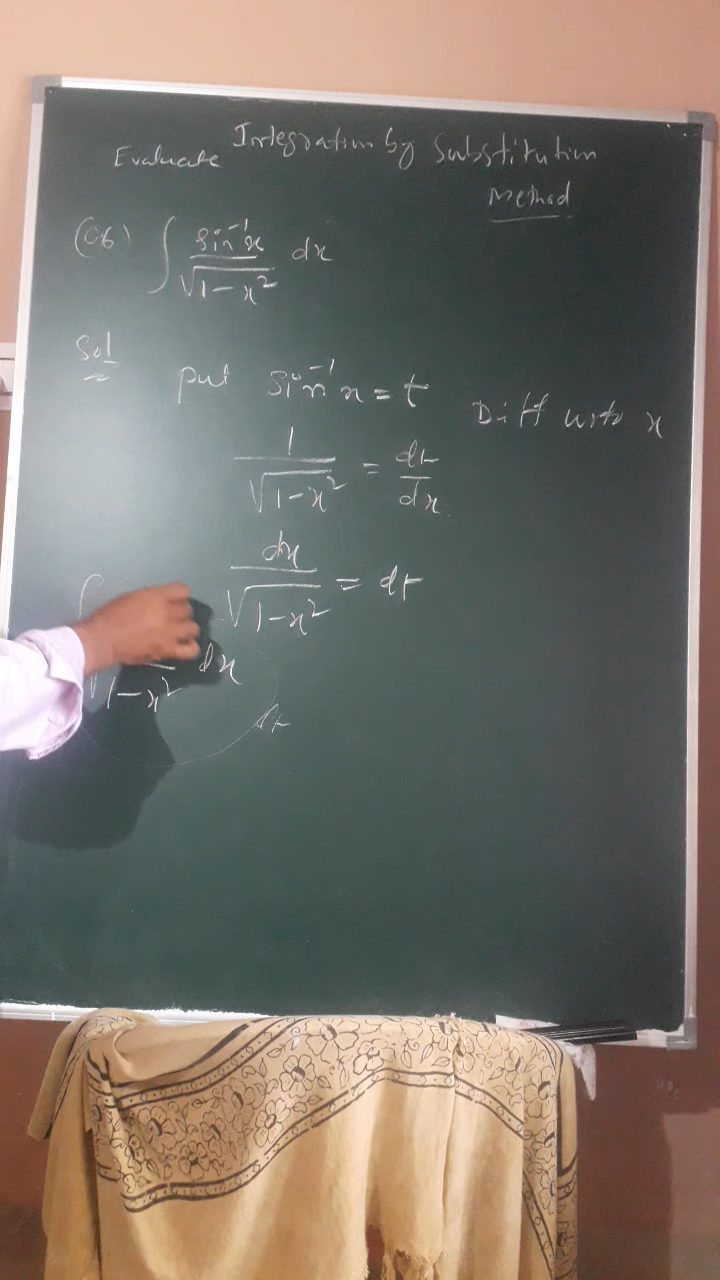 Integration by Substitution
Evaluate
Method
(06) ∫ sin⁻¹x / √1-x² dx
Sol
put sin⁻¹x = t
Diff wrto x
1 / √1-x² = dt / dx
dx / √1-x² = dt
∫ √1-x² dx
dt